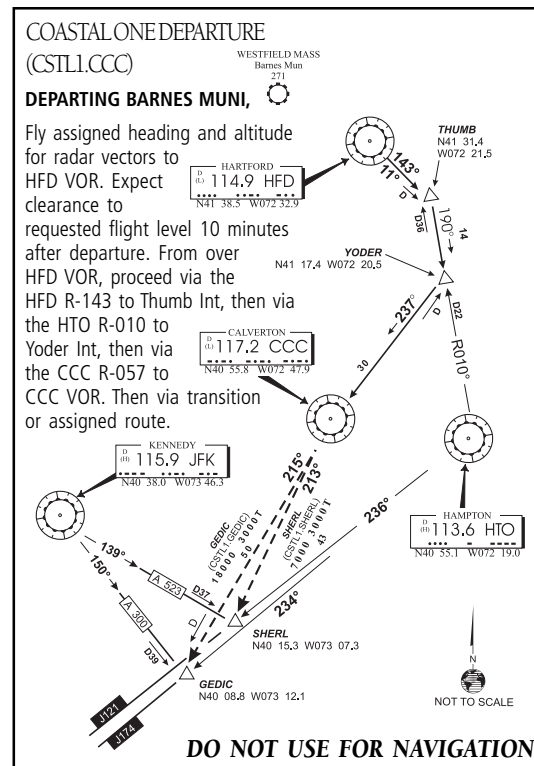 COASTAL ONE DEPARTURE
(CSTL1.CCC)
WESTFIELD MASS
Barnes Mun
271
DEPARTING BARNES MUNI,
Fly assigned heading and altitude
for radar vectors to
HFD VOR. Expect
clearance to
requested flight level 10 minutes
after departure. From over
HFD VOR, proceed via the
HFD R-143 to Thumb Int, then via
the HTO R-010 to
Yoder Int, then via
the CCC R-057 to
CCC VOR. Then via transition
or assigned route.
HARTFORD
D
(L) 114.9 HFD
N41 38.5 W072 32.9
143°
11°
D
THUMB
N41 31.4
W072 21.5
D36
190°
14
YODER
N41 17.4 W072 20.5
237°
D
30
D22
R010°
CALVERTON
D
(L) 117.2 CCC
N40 55.8 W072 47.9
KENNEDY
D
(H) 115.9 JFK
N40 38.0 W073 46.3
HAMPTON
D
(H) 113.6 HTO
N40 55.1 W072 19.0
215°
213°
GEDIC
(CSTL1.GEDIC)
18000 3000T
50
SHERL
(CSTL1.SHERL)
7000 3000T
43
236°
234°
139°
A 523
D37
150°
A 300
D39
D
SHERL
N40 15.3 W073 07.3
GEDIC
N40 08.8 W073 12.1
J121
J174
N
NOT TO SCALE
DO NOT USE FOR NAVIGATION